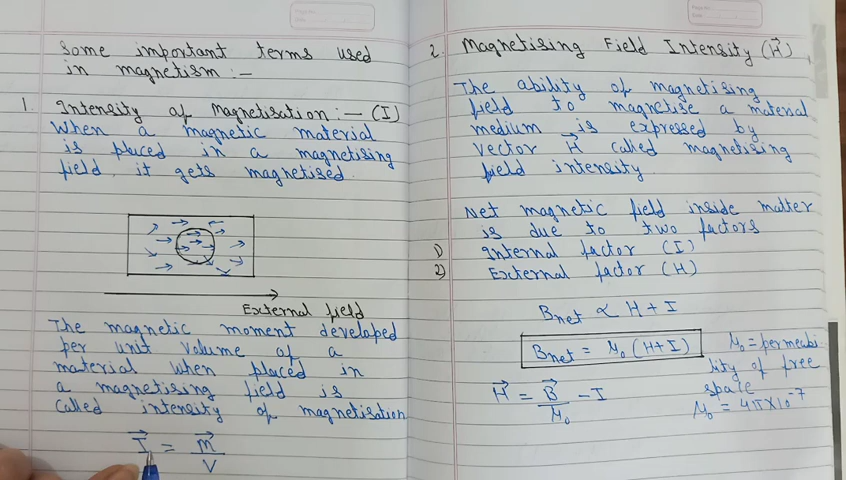 some important terms used
in magnetism :-
1. Intensity of Magnetisation :- (I)
When a magnetic material
is placed in a magnetising
field, it gets magnetised.
External field
The magnetic moment developed
per unit volume of a
material when placed in
a magnetising field is
called intensity of magnetisation
I⃗ = m⃗/V
2. Magnetising Field Intensity (H⃗)
The ability of magnetising
field to magnetise a material
medium is expressed by
vector H⃗ called magnetising
field intensity
Net magnetic field inside matter
is due to two factors
1) Internal factor (I)
2) External factor (H)
Bnet ∝ H + I
Bnet = μ₀ (H+I)
μ₀ = permeabi
lity of free
space
μ₀ = 4π×10⁻⁷
H⃗ = B⃗/μ₀ - I